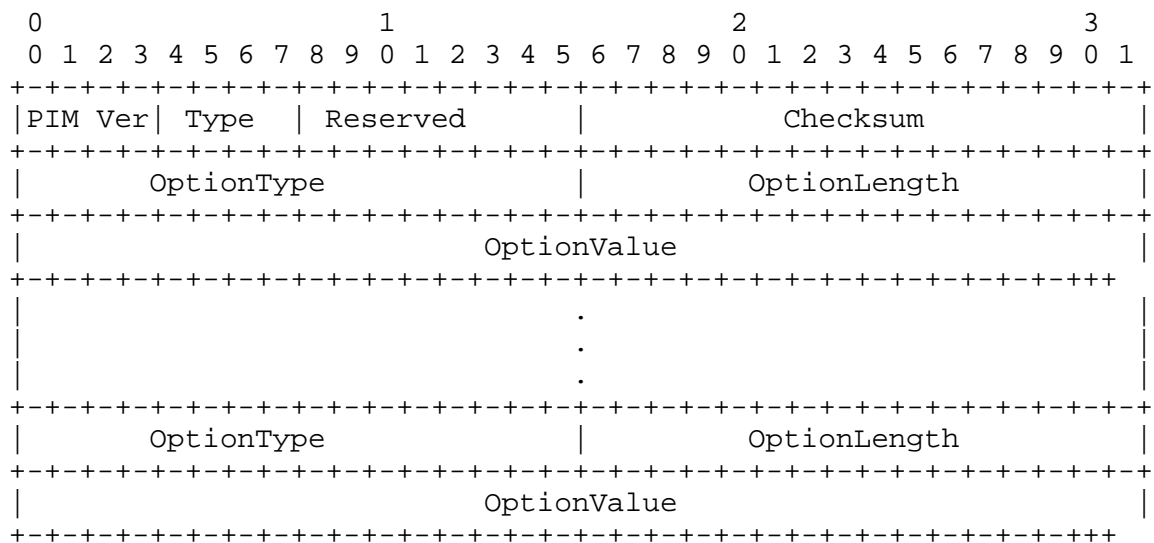 0                   1                   2                   3
 0 1 2 3 4 5 6 7 8 9 0 1 2 3 4 5 6 7 8 9 0 1 2 3 4 5 6 7 8 9 0 1
+-+-+-+-+-+-+-+-+-+-+-+-+-+-+-+-+-+-+-+-+-+-+-+-+-+-+-+-+-+-+-+-+
|PIM Ver| Type  | Reserved      |           Checksum            |
+-+-+-+-+-+-+-+-+-+-+-+-+-+-+-+-+-+-+-+-+-+-+-+-+-+-+-+-+-+-+-+-+
|       OptionType              |         OptionLength          |
+-+-+-+-+-+-+-+-+-+-+-+-+-+-+-+-+-+-+-+-+-+-+-+-+-+-+-+-+-+-+-+-+
|                          OptionValue                          |
+-+-+-+-+-+-+-+-+-+-+-+-+-+-+-+-+-+-+-+-+-+-+-+-+-+-+-+-+-+-+++
|                               .                               |
|                               .                               |
|                               .                               |
+-+-+-+-+-+-+-+-+-+-+-+-+-+-+-+-+-+-+-+-+-+-+-+-+-+-+-+-+-+-+-+-+
|       OptionType              |         OptionLength          |
+-+-+-+-+-+-+-+-+-+-+-+-+-+-+-+-+-+-+-+-+-+-+-+-+-+-+-+-+-+-+-+-+
|                          OptionValue                          |
+-+-+-+-+-+-+-+-+-+-+-+-+-+-+-+-+-+-+-+-+-+-+-+-+-+-+-+-+-+-+++